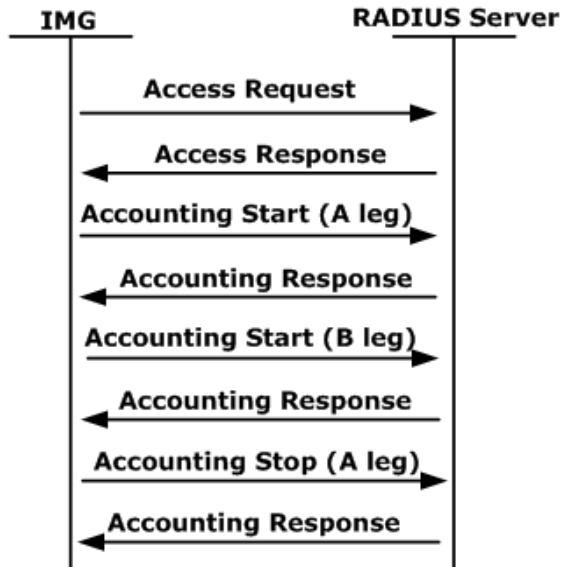 IMG
RADIUS Server
Access Request
Access Response
Accounting Start (A leg)
Accounting Response
Accounting Start (B leg)
Accounting Response
Accounting Stop (A leg)
Accounting Response